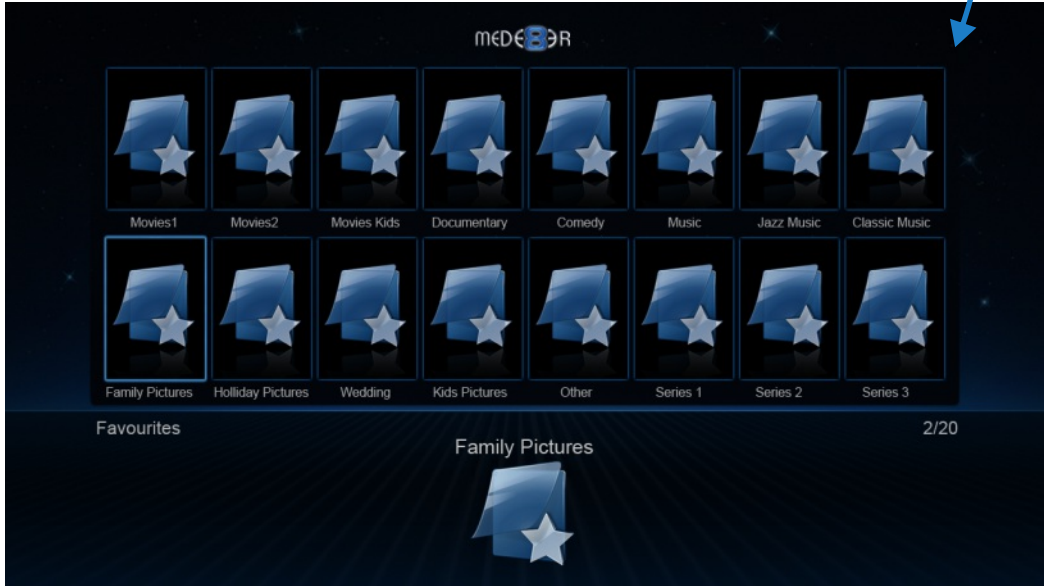 MEDE8ER
Movies1 Movies2 Movies Kids Documentary Comedy Music Jazz Music Classic Music
Family Pictures Holliday Pictures Wedding Kids Pictures Other Series 1 Series 2 Series 3
Favourites 2/20
Family Pictures